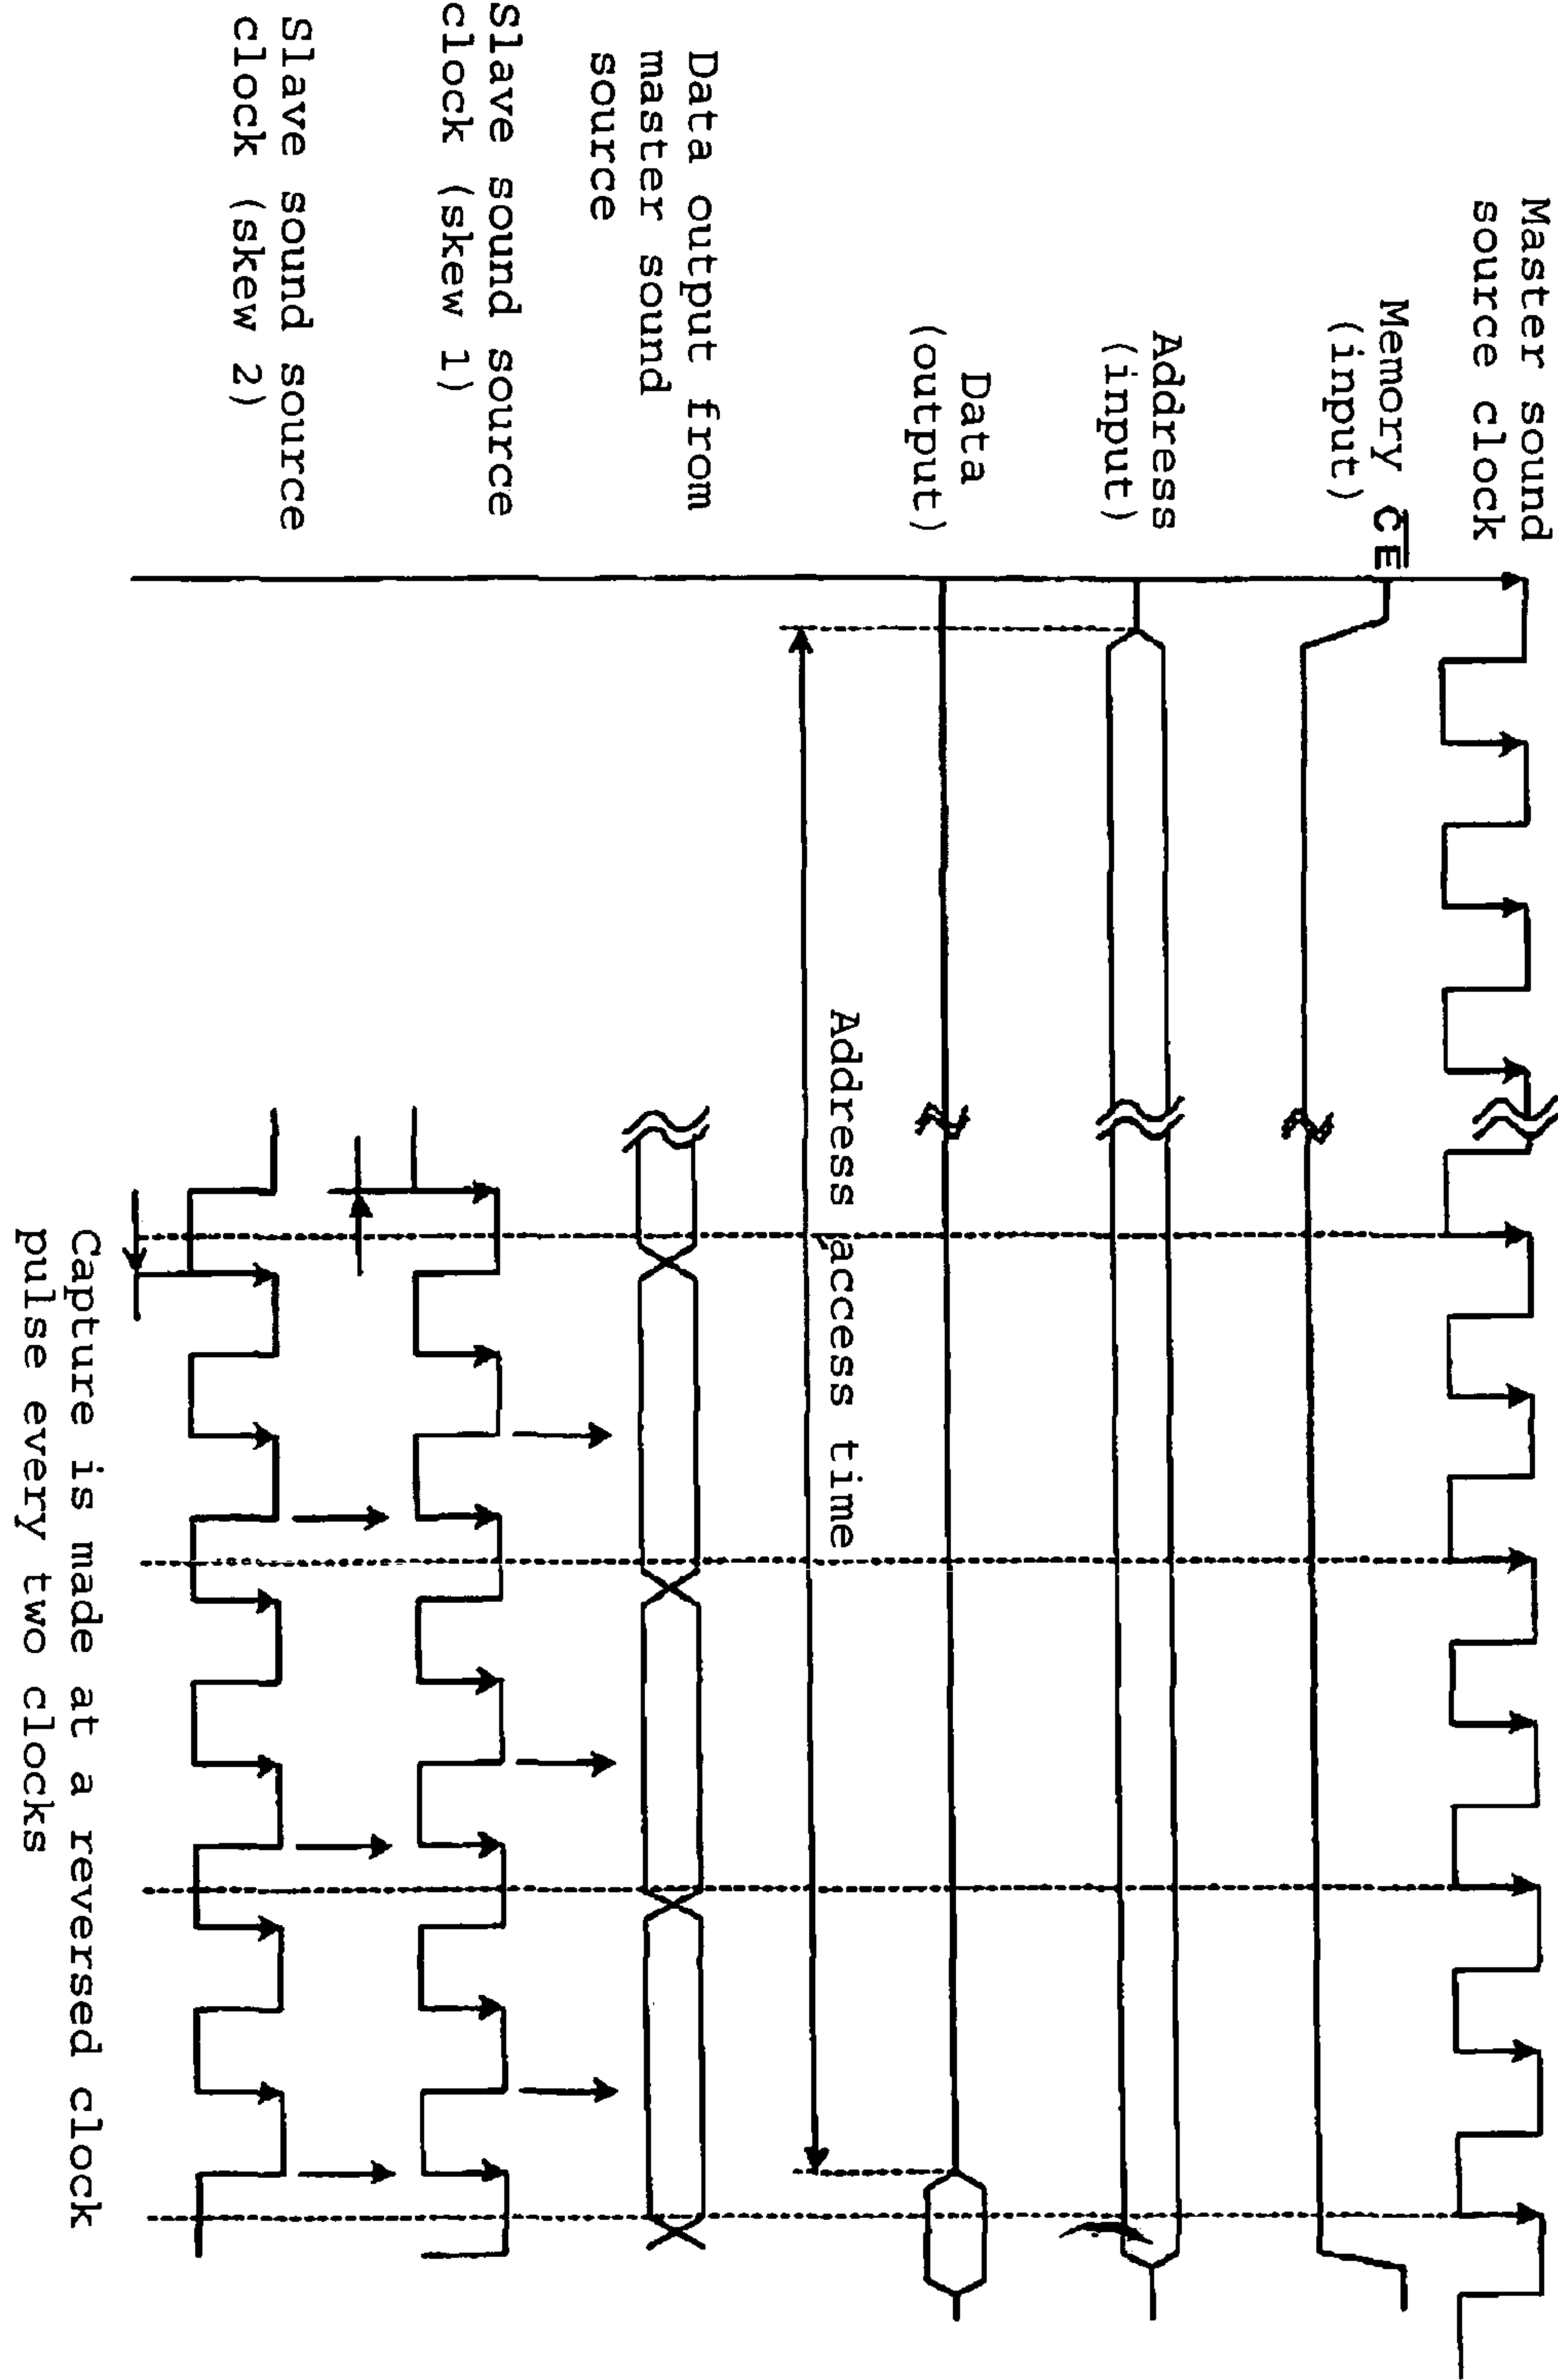 Master sound
source clock
Memory C̅E̅
(input)
Address
(input)
Data
(output)
Address access time
Data output from
master sound
source
Slave sound source
clock (skew 1)
Slave sound source
clock (skew 2)
Capture is made at a reversed clock
pulse every two clocks